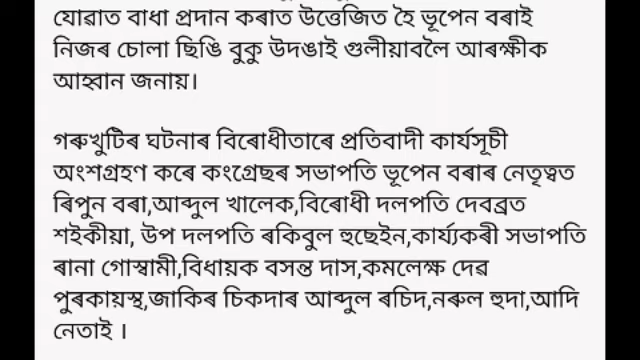 যোৱাত বাধা প্ৰদান কৰাত উত্তেজিত হৈ ভূপেন বৰাই
নিজৰ চোলা ছিঙি বুকু উদঙাই গুলীয়াবলৈ আৰক্ষীক
আহ্বান জনায়।
গৰুখুটিৰ ঘটনাৰ বিৰোধীতাৰে প্ৰতিবাদী কাৰ্যসূচী
অংশগ্ৰহণ কৰে কংগ্ৰেছৰ সভাপতি ভূপেন বৰাৰ নেতৃত্বত
ৰিপুন বৰা,আব্দুল খালেক,বিৰোধী দলপতি দেবব্ৰত
শইকীয়া, উপ দলপতি ৰকিবুল হুছেইন,কাৰ্য্যকৰী সভাপতি
ৰানা গোস্বামী,বিধায়ক বসন্ত দাস,কমলেক্ষ দেৱ
পুৰকায়স্থ,জাকিৰ চিকদাৰ আব্দুল ৰচিদ,নৰুল হুদা,আদি
নেতাই ।